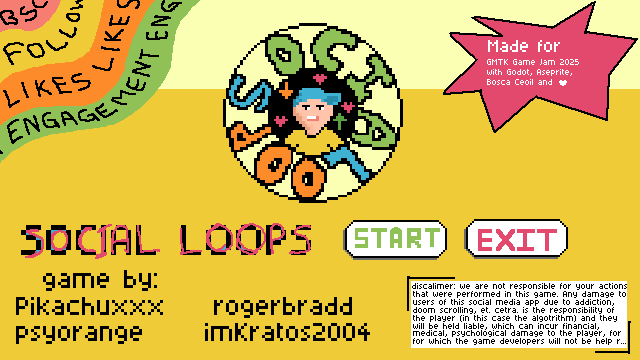 BSC
FOLLOW
LIKES LIKES
ENGAGEMENT ENG
Made for
GMTK Game Jam 2025
with Godot, Aseprite,
Bosca Ceoil and
SOCIAL LOOPS
START
EXIT
game by:
Pikachuxxx
rogerbradd
psyorange
imKratos2004
discalimer: we are not responsible for your actions
that were performed in this game. Any damage to
users of this social media app due to addiction,
doom scrolling, et. cetra. is the responsibility of
the player (in this case the algotrithm) and they
will be held liable, which can incur financial,
medical, psychological damage to the player, for
for which the game developers will not be help r...